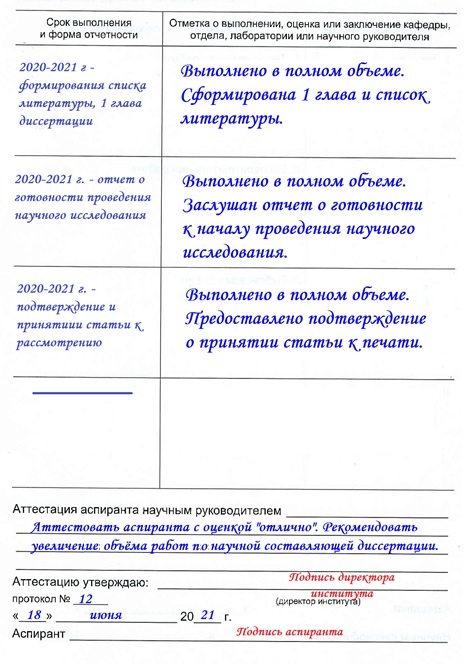 Срок выполнения
и форма отчетности
Отметка о выполнении, оценка или заключение кафедры,
отдела, лаборатории или научного руководителя
2020-2021 г -
формирования списка
литературы, 1 глава
диссертации
Выполнено в полном объеме.
Сформирована 1 глава и список
литературы.
2020-2021 г. - отчет о
готовности проведения
научного исследования
Выполнено в полном объеме.
Заслушан отчет о готовности
к началу проведения научного
исследования.
2020-2021 г. -
подтверждение и
принятиии статьи к
рассмотрению
Выполнено в полном объеме.
Предоставлено подтверждение
о принятии статьи к печати.
Аттестация аспиранта научным руководителем
Аттестовать аспиранта с оценкой "отлично". Рекомендовать
увеличение объёма работ по научной составляющей диссертации.
Аттестацию утверждаю: Подпись директора
института
протокол № 12 (директор института)
« 18 » июня 20 21 г.
Аспирант Подпись аспиранта